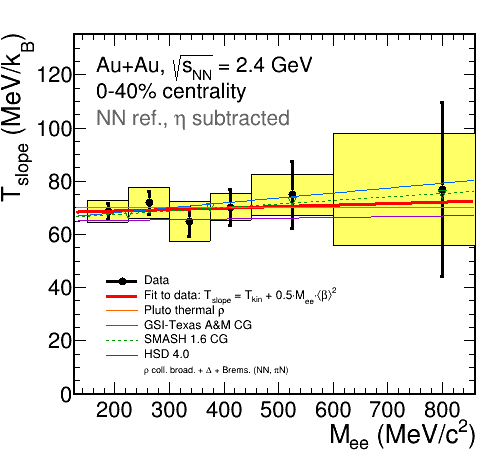 Au+Au, √s_NN = 2.4 GeV
0-40% centrality
NN ref., η subtracted
T_slope (MeV/k_B)
120
100
80
60
40
20
0
Data
Fit to data: T_slope = T_kin + 0.5·M_ee·⟨β⟩²
Pluto thermal ρ
GSI-Texas A&M CG
SMASH 1.6 CG
HSD 4.0
ρ coll. broad. + Δ + Brems. (NN, πN)
200 300 400 500 600 700 800
M_ee (MeV/c²)